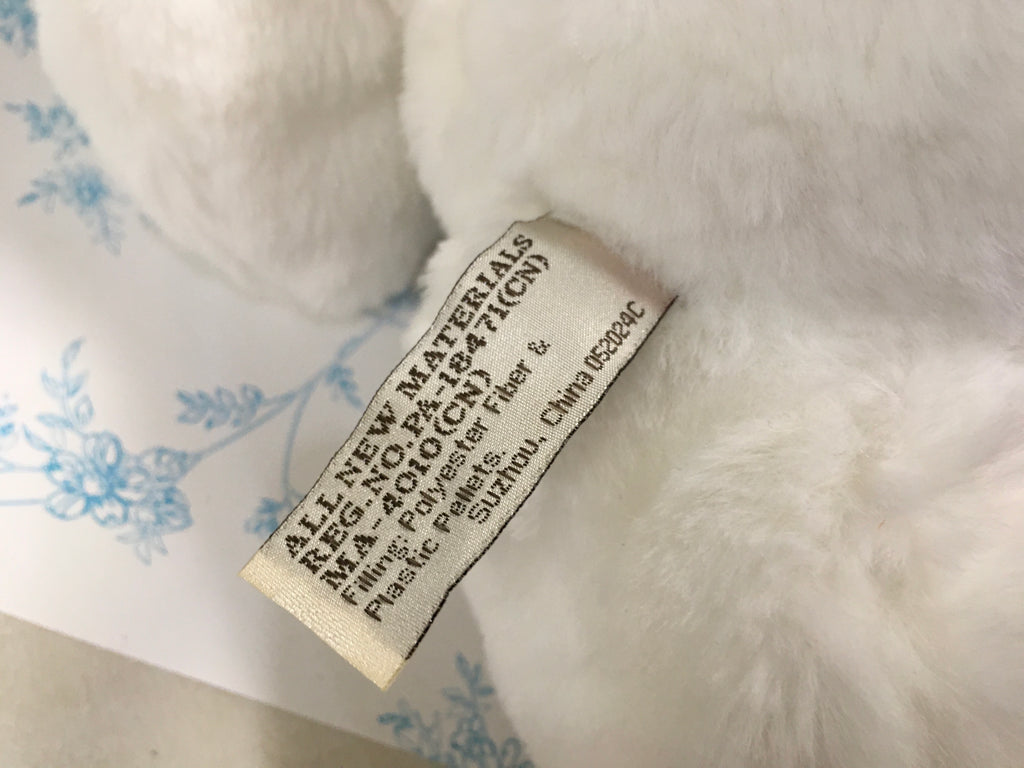 ALL NEW MATERIALS
REG.NO.PA-18471(CN)
MA-4010(CN)
Filling: Polyester Fiber &
Plastic pellets.
Suzhou, China 052024C